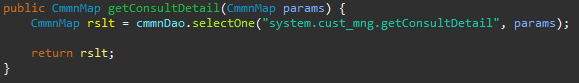 public CmmnMap getConsultDetail(CmmnMap params) {
    CmmnMap rslt = cmmnDao.selectOne("system.cust_mng.getConsultDetail", params);

    return rslt;
}